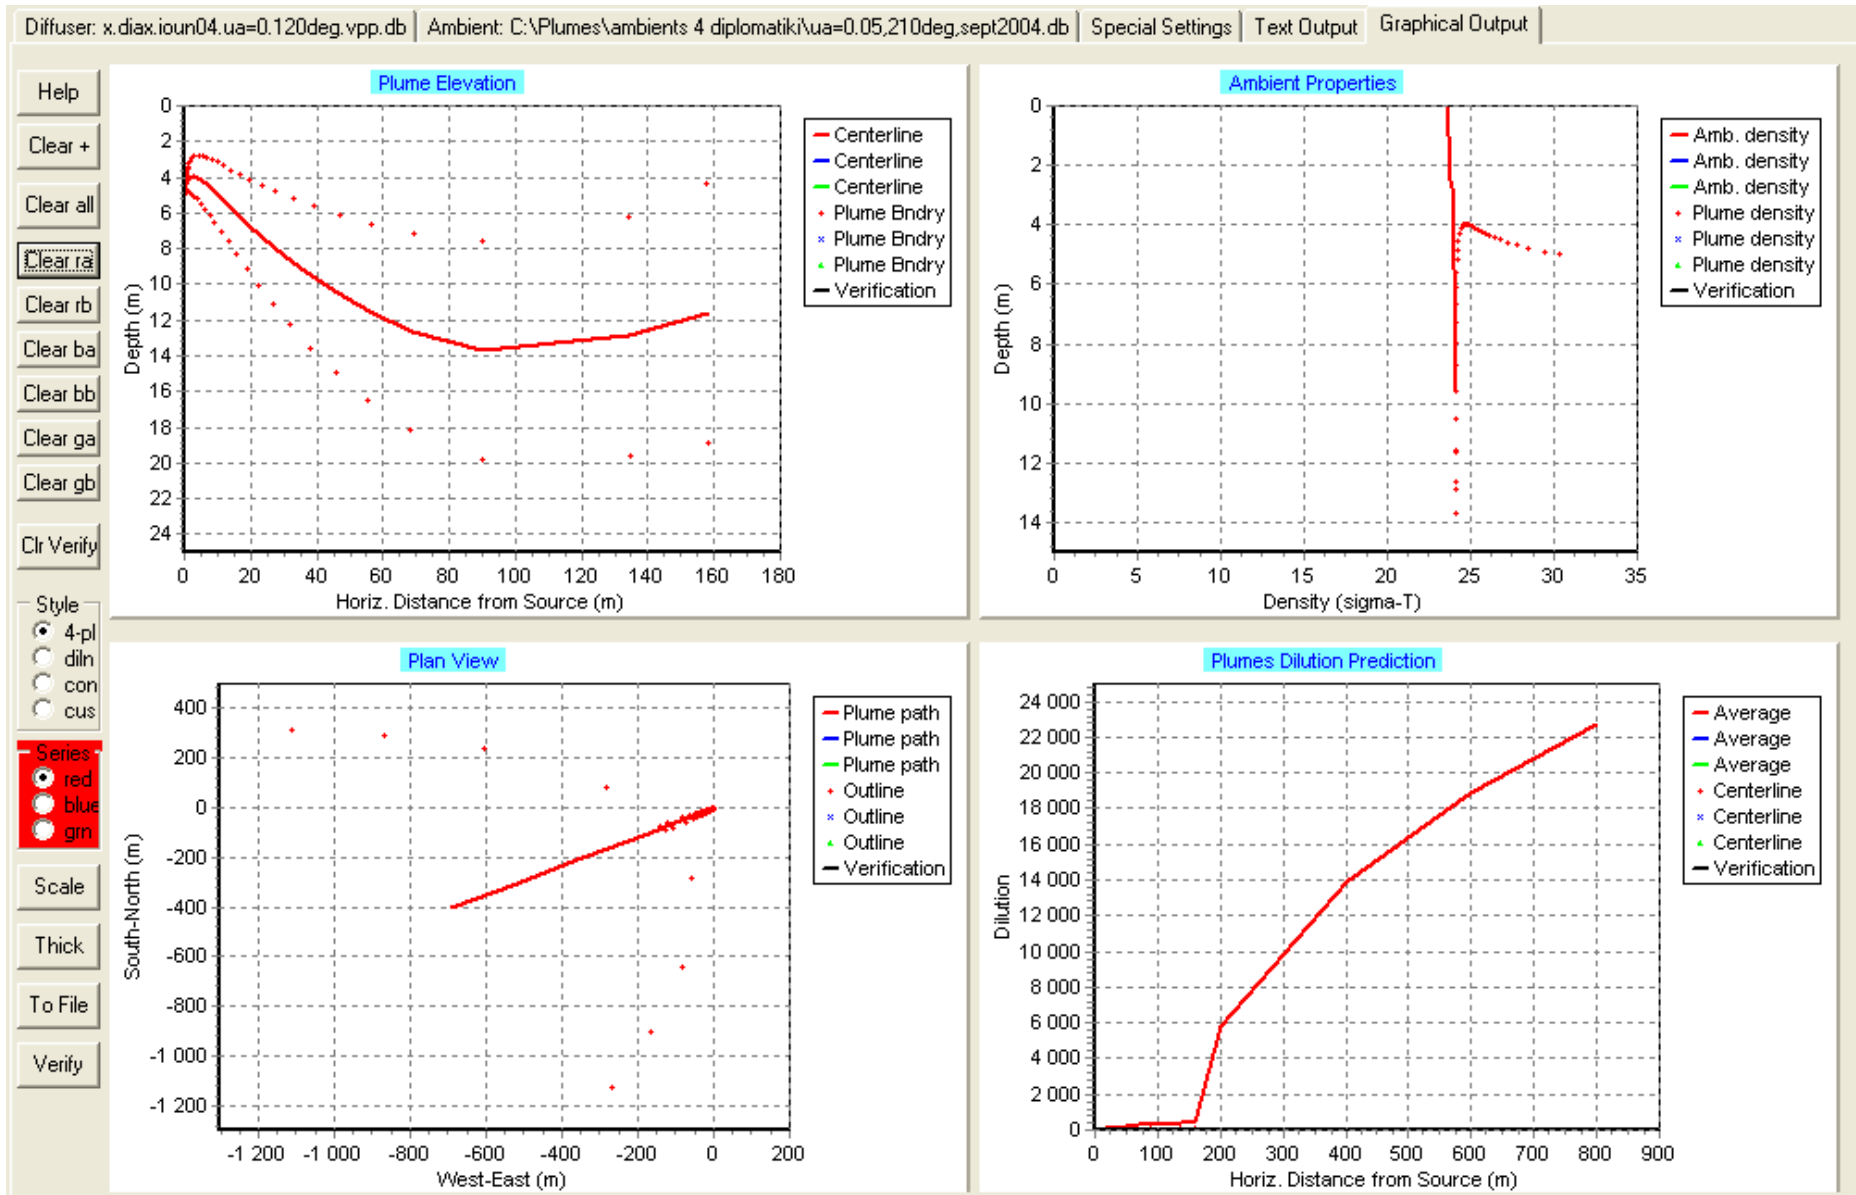 Diffuser: x.diax.ioun04.ua=0.120deg.vpp.db Ambient: C:\Plumes\ambients 4 diplomatiki\ua=0.05,210deg,sept2004.db Special Settings Text Output Graphical Output
Help
Clear +
Clear all
Clear ra
Clear rb
Clear ba
Clear bb
Clear ga
Clear gb
Clr Verify
Style
4-pl
diln
con
cus
Series
red
blue
grn
Scale
Thick
To File
Verify
Plume Elevation
0
2
4
6
8
10
12
14
16
18
20
22
24
Depth (m)
0 20 40 60 80 100 120 140 160 180
Horiz. Distance from Source (m)
Centerline
Centerline
Centerline
Plume Bndry
Plume Bndry
Plume Bndry
Verification
Ambient Properties
0
2
4
6
8
10
12
14
Depth (m)
0 5 10 15 20 25 30 35
Density (sigma-T)
Amb. density
Amb. density
Amb. density
Plume density
Plume density
Plume density
Verification
Plan View
400
200
0
-200
-400
-600
-800
-1 000
-1 200
South-North (m)
-1 200 -1 000 -800 -600 -400 -200 0 200
West-East (m)
Plume path
Plume path
Plume path
Outline
Outline
Outline
Verification
Plumes Dilution Prediction
24 000
22 000
20 000
18 000
16 000
14 000
12 000
10 000
8 000
6 000
4 000
2 000
0
Dilution
0 100 200 300 400 500 600 700 800 900
Horiz. Distance from Source (m)
Average
Average
Average
Centerline
Centerline
Centerline
Verification